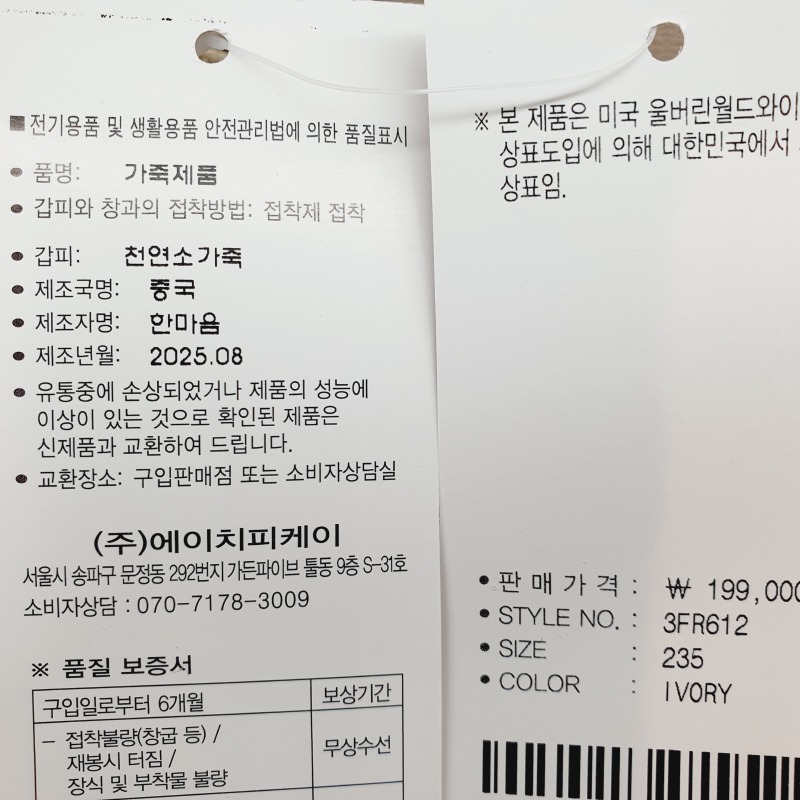 ■ 전기용품 및 생활용품 안전관리법에 의한 품질표시
● 품명: 가죽제품
● 갑피와 창과의 접착방법: 접착제 접착
● 갑피: 천연소가죽
● 제조국명: 중국
● 제조자명: 한마음
● 제조년월: 2025.08
● 유통중에 손상되었거나 제품의 성능에
이상이 있는 것으로 확인된 제품은
신제품과 교환하여 드립니다.
● 교환장소: 구입판매점 또는 소비자상담실
(주)에이치피케이
서울시 송파구 문정동 292번지 가든파이브 툴동 9층 S-31호
소비자상담 : 070-7178-3009
※ 품질 보증서
구입일로부터 6개월 보상기간
- 접착불량(창굽 등) /
재봉시 터짐 /
장식 및 부착물 불량
무상수선
※ 본 제품은 미국 울버린월드와이
상표도입에 의해 대한민국에서
상표임.
● 판매가격 : ₩ 199,000
● STYLE NO. : 3FR612
● SIZE : 235
● COLOR : IVORY